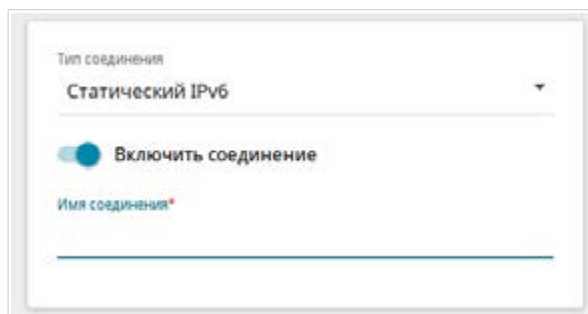 Тип соединения
Статический IPv6
Включить соединение
Имя соединения*